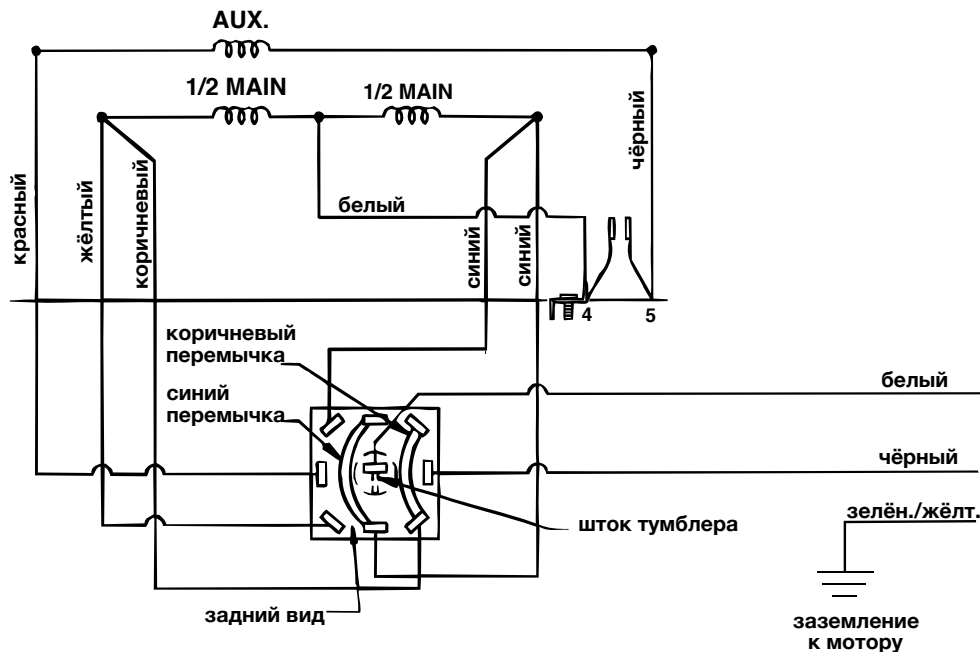 AUX.
1/2 MAIN
1/2 MAIN
чёрный
красный
жёлтый
коричневый
белый
синий
синий
4
5
коричневый
перемычка
синий
перемычка
белый
чёрный
шток тумблера
зелён./жёлт.
задний вид
заземление
к мотору